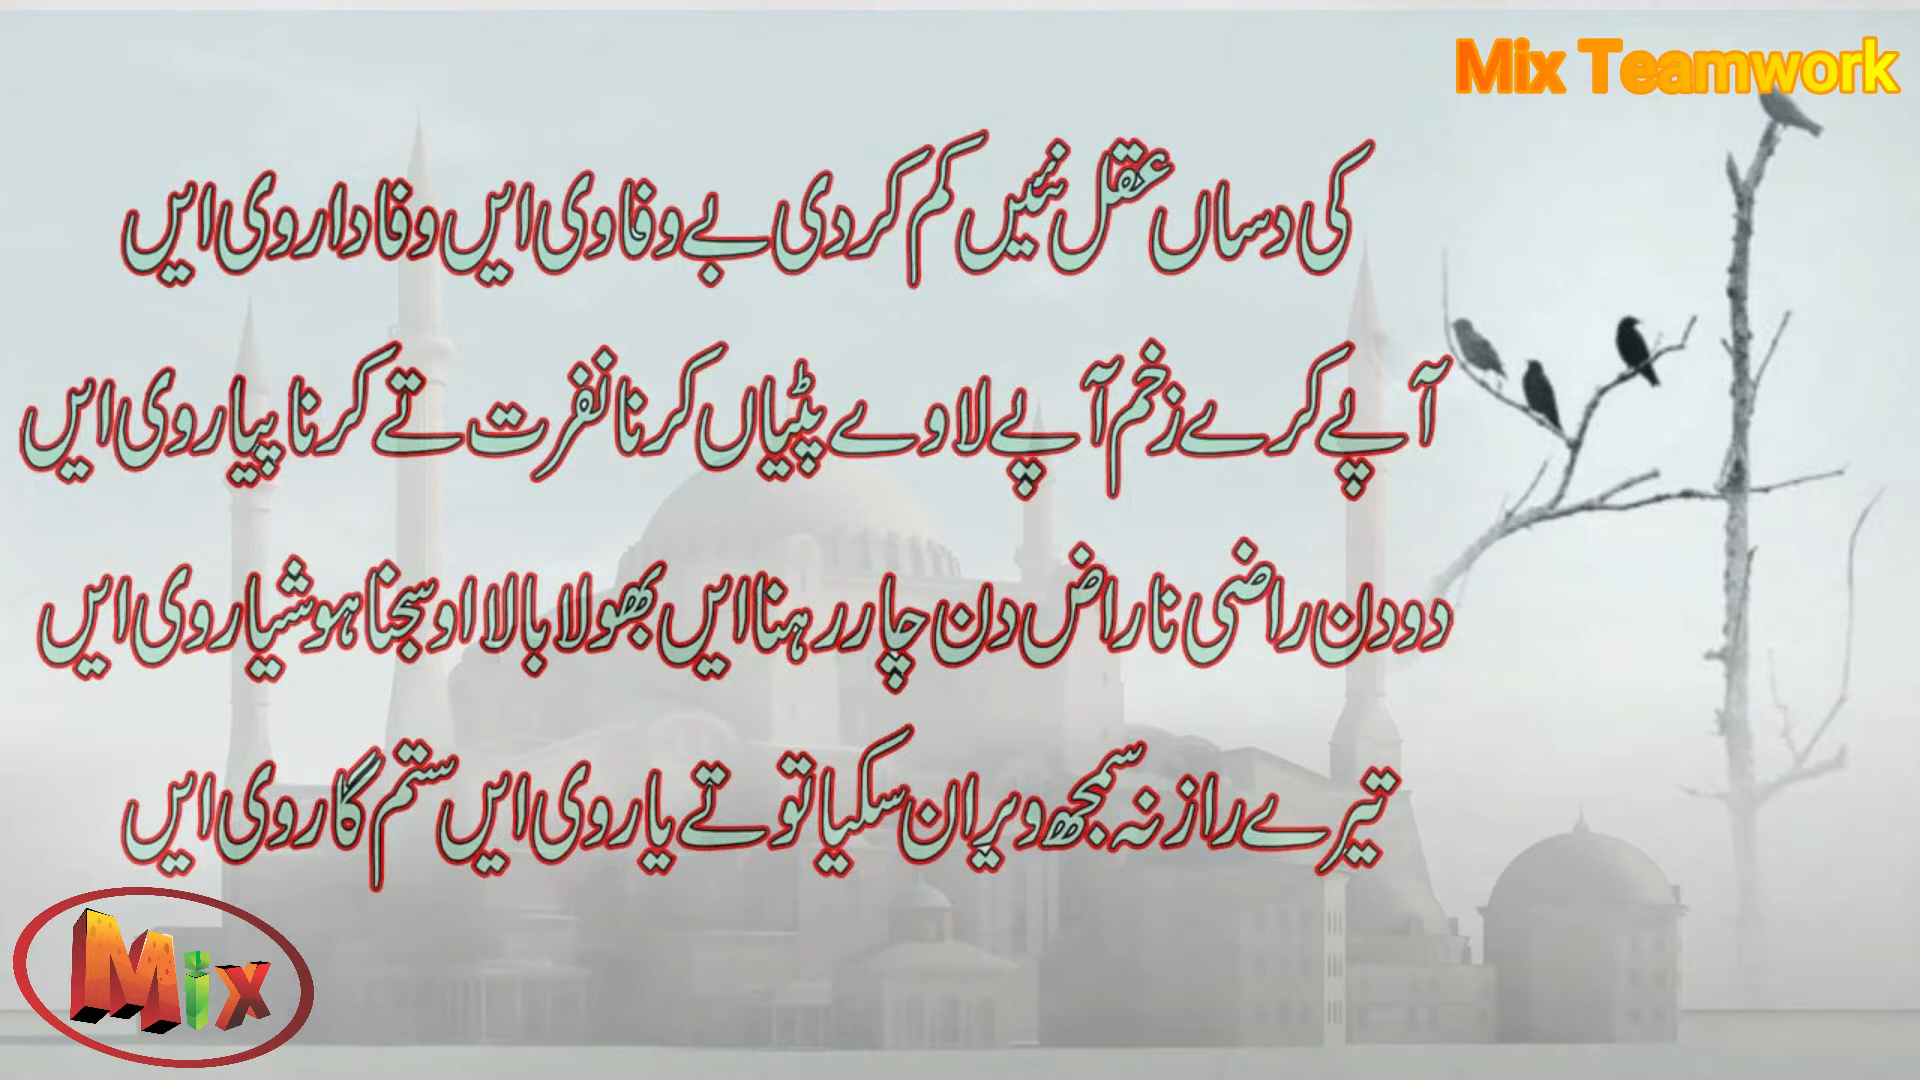 Mix Teamwork
کی دساں عقل نئیں کم کردی بے وفا وی ایں وفادار وی ایں
آپے کرے زخم آپے لاوے پٹیاں کرنا نفرت تے کرنا پیار وی ایں
دو دن راضی ناراض دن چار رہنا ایں بھولا بالا او سجنا ہوشیار وی ایں
تیرے راز نہ سمجھ ویران سکیا تو تے یار وی ایں ستم گار وی ایں
Mix